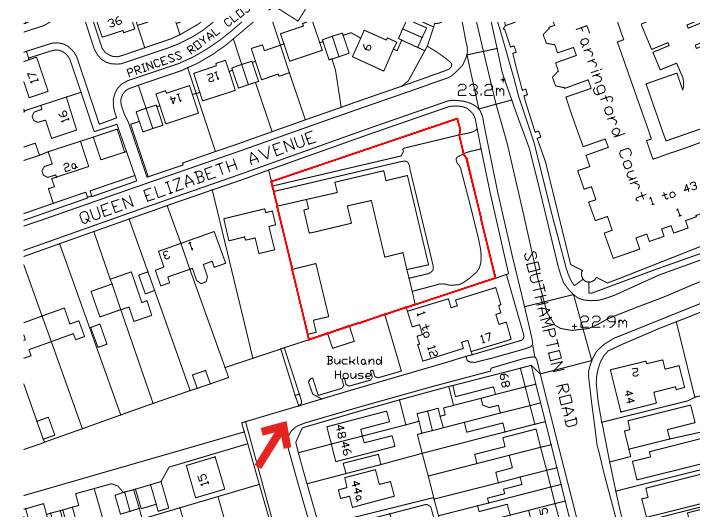 36
PRINCESS ROYAL CLOS
6
17
12
14
16
2a
23.2m
Farringford Court
QUEEN ELIZABETH AVENUE
1 to 43
1
3
1
SOUTHAMPTON ROAD
22.9m
1 to 12
17
Buckland
House
68
2
44
48
46
44a
15